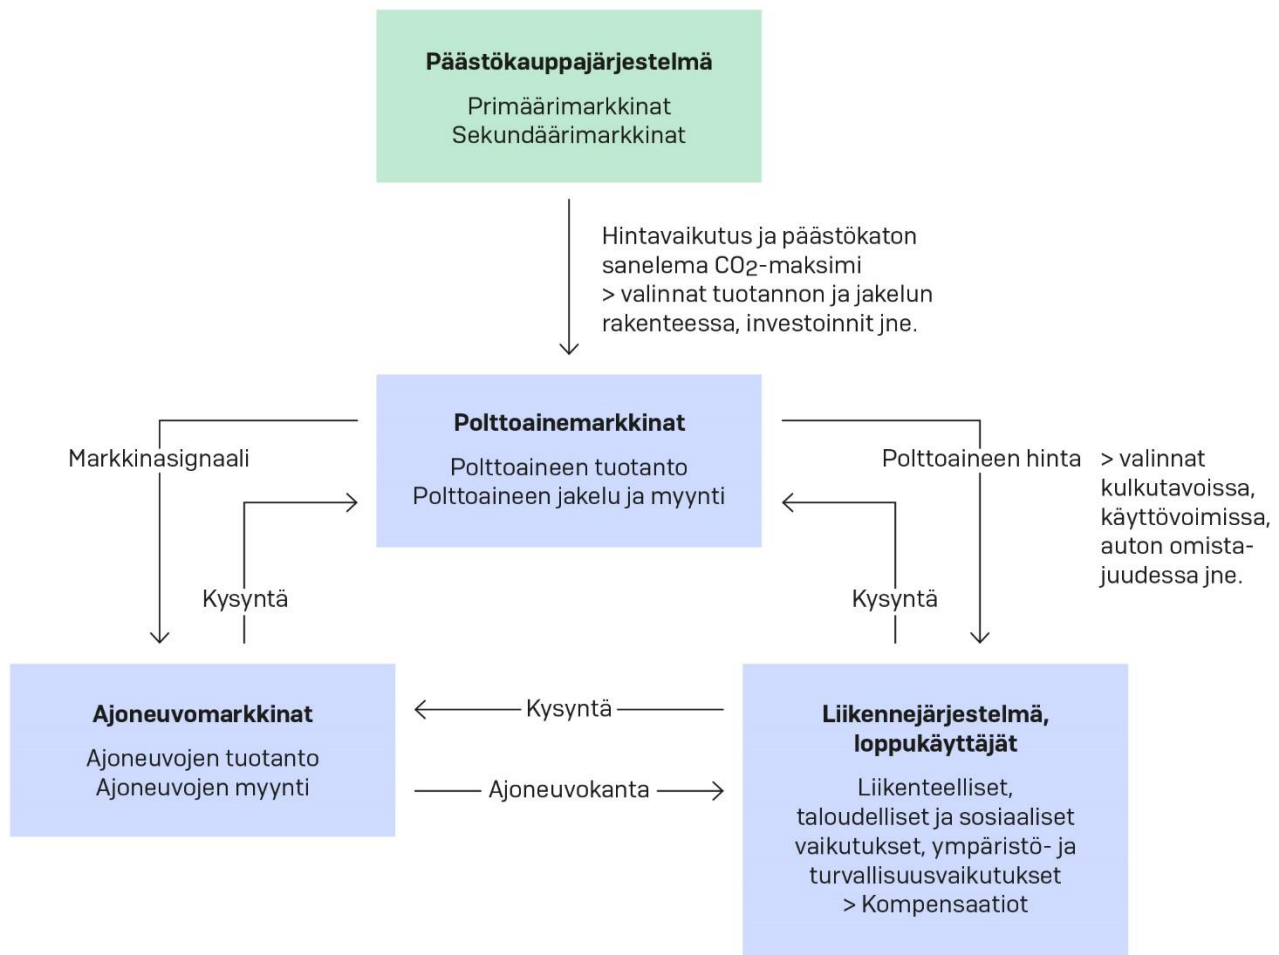 Päästökauppajärjestelmä
Primäärimarkkinat
Sekundäärimarkkinat
Hintavaikutus ja päästökaton
sanelema CO2-maksimi
> valinnat tuotannon ja jakelun
rakenteessa, investoinnit jne.
Polttoainemarkkinat
Polttoaineen tuotanto
Polttoaineen jakelu ja myynti
Markkinasignaali
Kysyntä
Polttoaineen hinta
> valinnat
kulkutavoissa,
käyttövoimissa,
auton omista-
juudessa jne.
Kysyntä
Ajoneuvomarkkinat
Ajoneuvojen tuotanto
Ajoneuvojen myynti
Kysyntä
Ajoneuvokanta
Liikennejärjestelmä,
loppukäyttäjät
Liikenteelliset,
taloudelliset ja sosiaaliset
vaikutukset, ympäristö- ja
turvallisuusvaikutukset
> Kompensaatiot